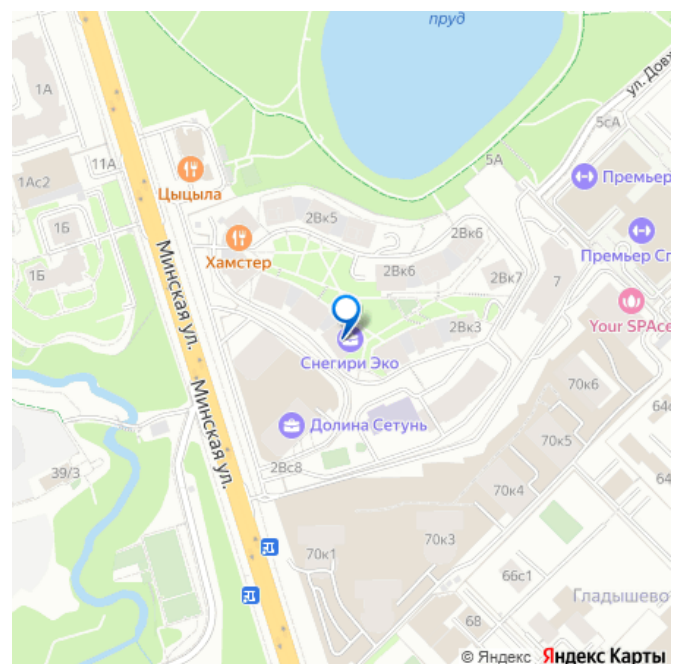 пруд
ул. Довж
1А
5сА
11А
5А
Премьер
1Ас2
Цыцыла
2Вк5
1Б
2Вк6
Премьер Сп
Хамстер
2Вк6
1Б
2Вк7
7
Минская ул.
Your SPAce
2Вк3
Снегири Эко
70к6
Минская ул.
64с
Долина Сетунь
70к5
39/3
2Вс8
64
70к4
70к1
70к3
66с1
Гладышево
68
© Яндекс Яндекс Карты